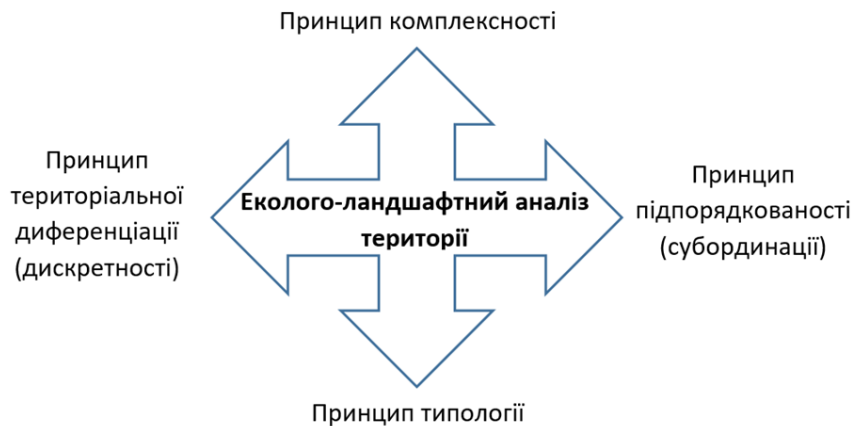 Принцип комплексності
Принцип
територіальної
диференціації
(дискретності)
Еколого-ландшафтний аналіз
території
Принцип
підпорядкованості
(субординації)
Принцип типології